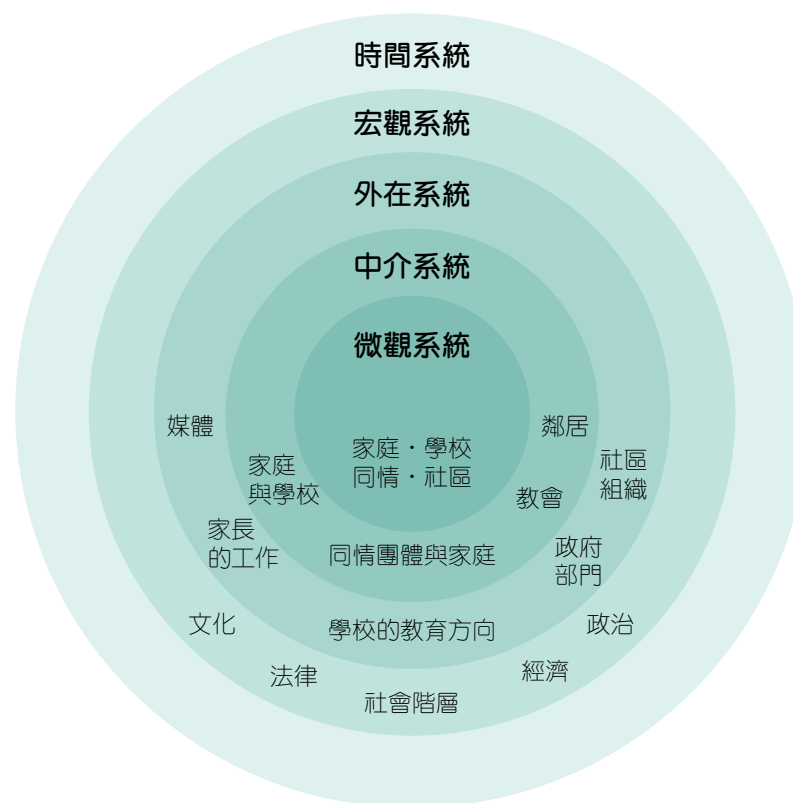 時間系統
宏觀系統
外在系統
中介系統
微觀系統
媒體
鄰居
家庭・學校
同情・社區
家庭
與學校
社區
組織
教會
家長
的工作
同情團體與家庭
政府
部門
文化
學校的教育方向
政治
法律
經濟
社會階層